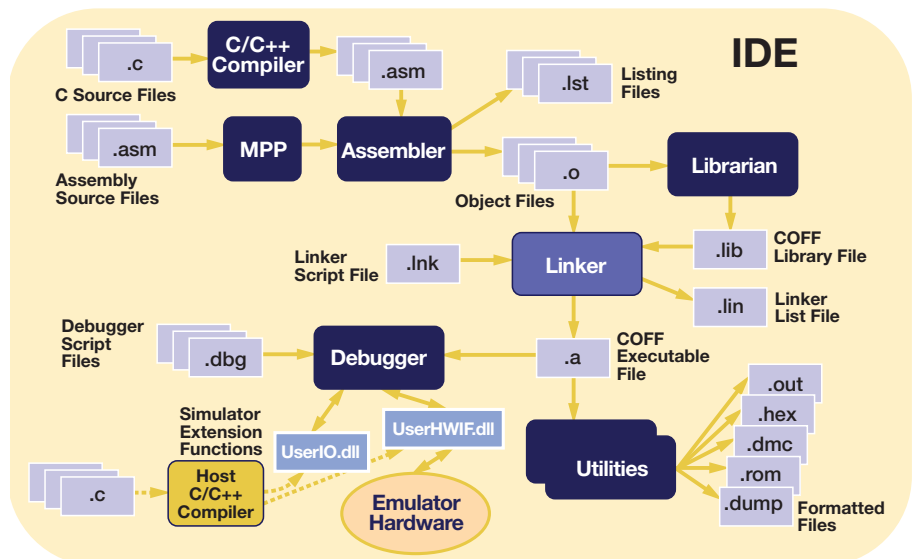 IDE
.c
C/C++
Compiler
.asm
.lst
Listing
Files
C Source Files
.asm
MPP
Assembler
.o
Librarian
Assembly
Source Files
Object Files
Linker
Script File
.lnk
Linker
.lib
COFF
Library File
.lin
Linker
List File
Debugger
Script
Files
.dbg
Debugger
.a
COFF
Executable
File
.out
.hex
.dmc
.rom
.dump
Formatted
Files
Utilities
Simulator
Extension
Functions
UserIO.dll
UserHWIF.dll
.c
Host
C/C++
Compiler
Emulator
Hardware